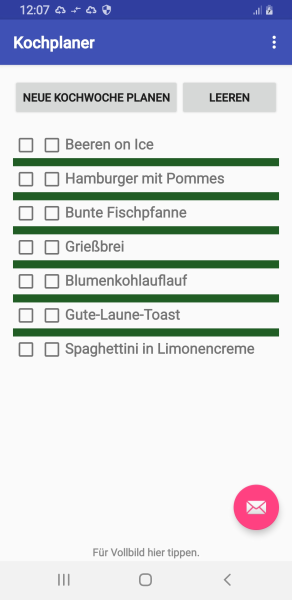 12:07
Kochplaner
NEUE KOCHWOCHE PLANEN LEEREN
Beeren on Ice
Hamburger mit Pommes
Bunte Fischpfanne
Grießbrei
Blumenkohlauflauf
Gute-Laune-Toast
Spaghettini in Limonencreme
Für Vollbild hier tippen.